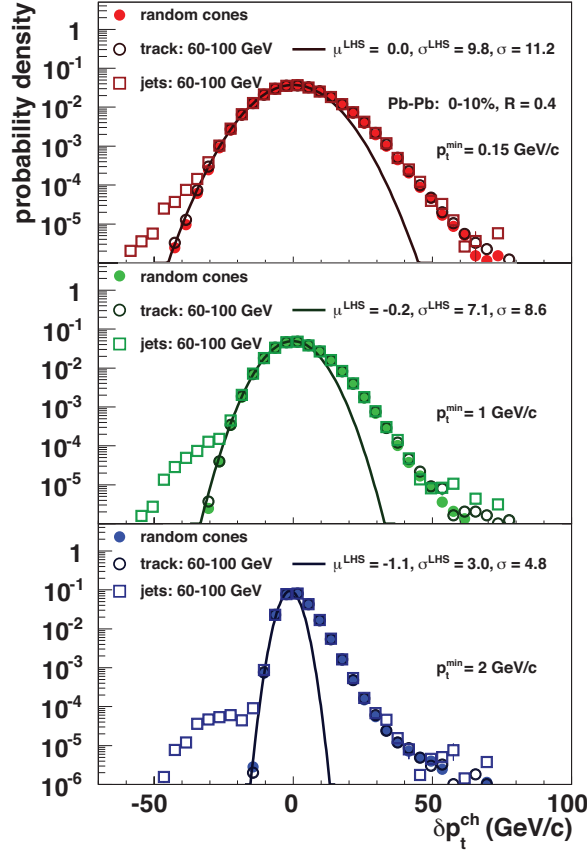 probability density
random cones
track: 60-100 GeV
μ^LHS = 0.0, σ^LHS = 9.8, σ = 11.2
jets: 60-100 GeV
Pb-Pb: 0-10%, R = 0.4
p_t^min = 0.15 GeV/c
1
10^-1
10^-2
10^-3
10^-4
10^-5
random cones
track: 60-100 GeV
μ^LHS = -0.2, σ^LHS = 7.1, σ = 8.6
jets: 60-100 GeV
p_t^min = 1 GeV/c
1
10^-1
10^-2
10^-3
10^-4
10^-5
random cones
track: 60-100 GeV
μ^LHS = -1.1, σ^LHS = 3.0, σ = 4.8
jets: 60-100 GeV
p_t^min = 2 GeV/c
1
10^-1
10^-2
10^-3
10^-4
10^-5
10^-6
-50 0 50 100
δp_t^ch (GeV/c)